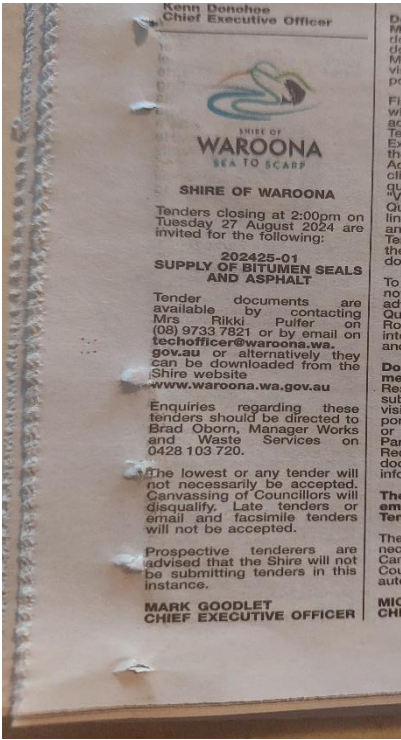 Kenn Donohoe
Chief Executive Officer
SHIRE OF
WAROONA
SEA TO SCARP
SHIRE OF WAROONA
Tenders closing at 2:00pm on
Tuesday 27 August 2024 are
invited for the following:
202425-01
SUPPLY OF BITUMEN SEALS
AND ASPHALT
Tender documents are
available by contacting
Mrs Rikki Pulfer on
(08) 9733 7821 or by email on
techofficer@waroona.wa.
gov.au or alternatively they
can be downloaded from the
Shire website
www.waroona.wa.gov.au
Enquiries regarding these
tenders should be directed to
Brad Oborn, Manager Works
and Waste Services on
0428 103 720.
The lowest or any tender will
not necessarily be accepted.
Canvassing of Councillors will
disqualify. Late tenders or
email and facsimile tenders
will not be accepted.
Prospective tenderers are
advised that the Shire will not
be submitting tenders in this
instance.
MARK GOODLET
CHIEF EXECUTIVE OFFICER